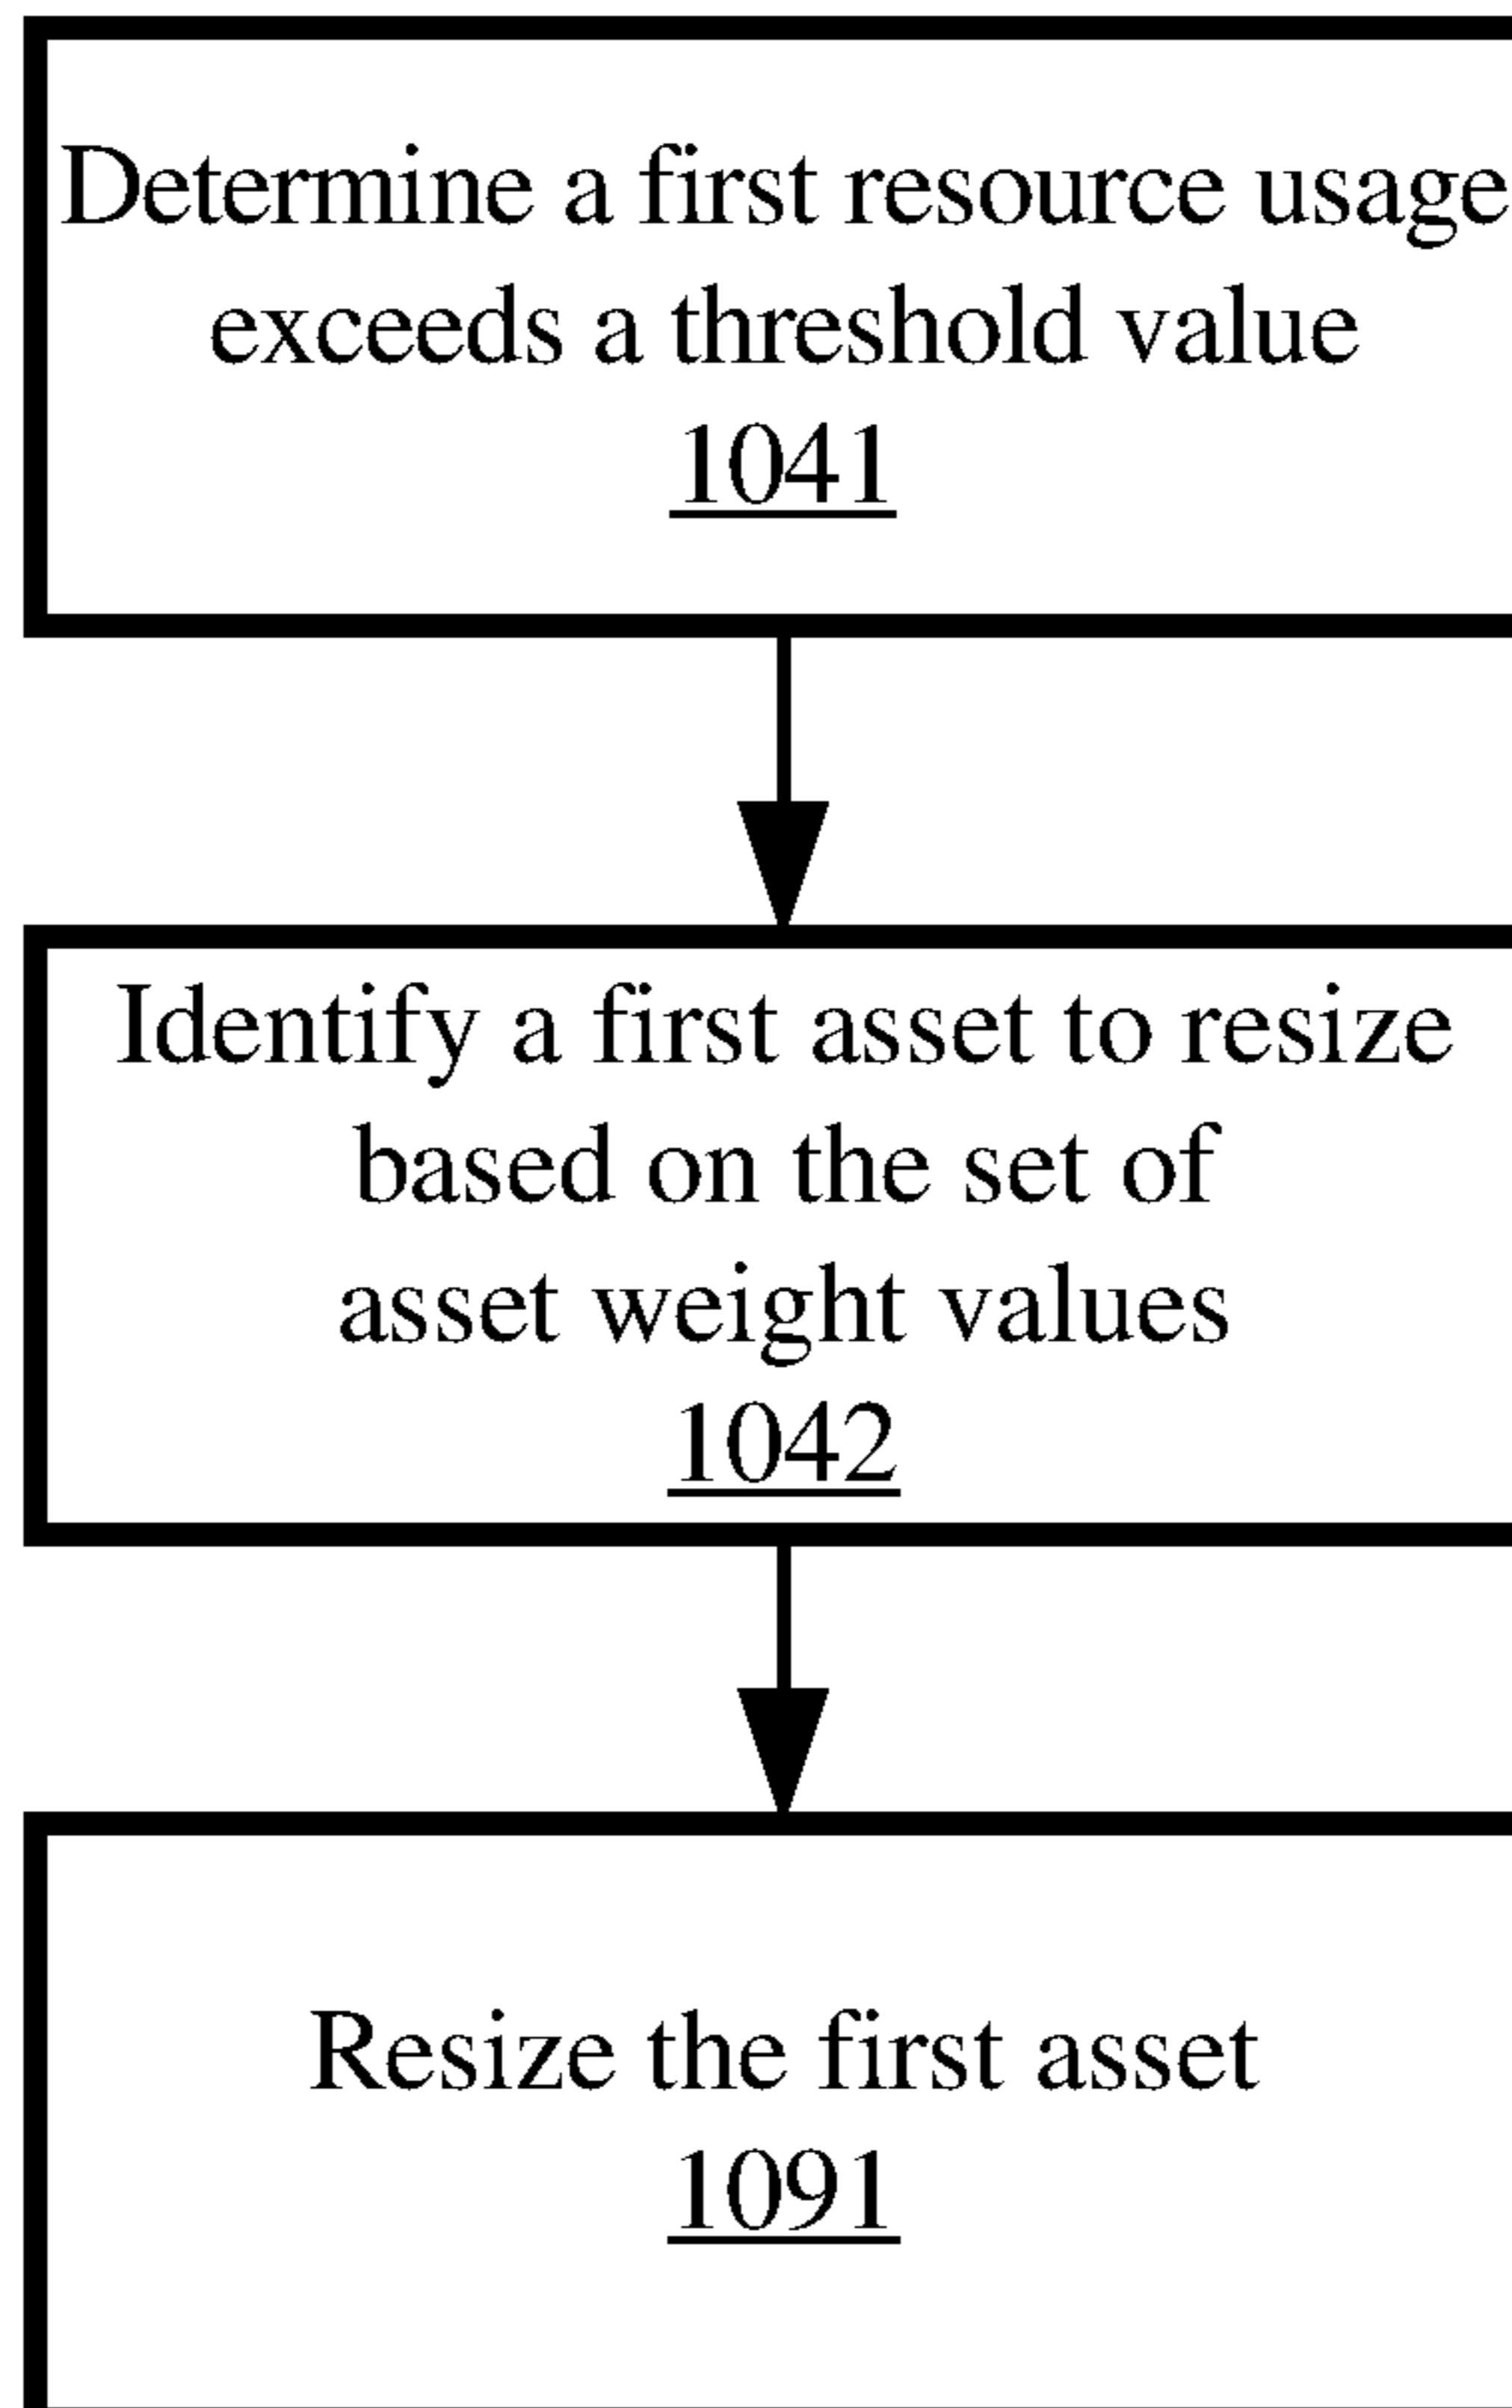 Determine a first resource usage
exceeds a threshold value
1041
Identify a first asset to resize
based on the set of
asset weight values
1042
Resize the first asset
1091